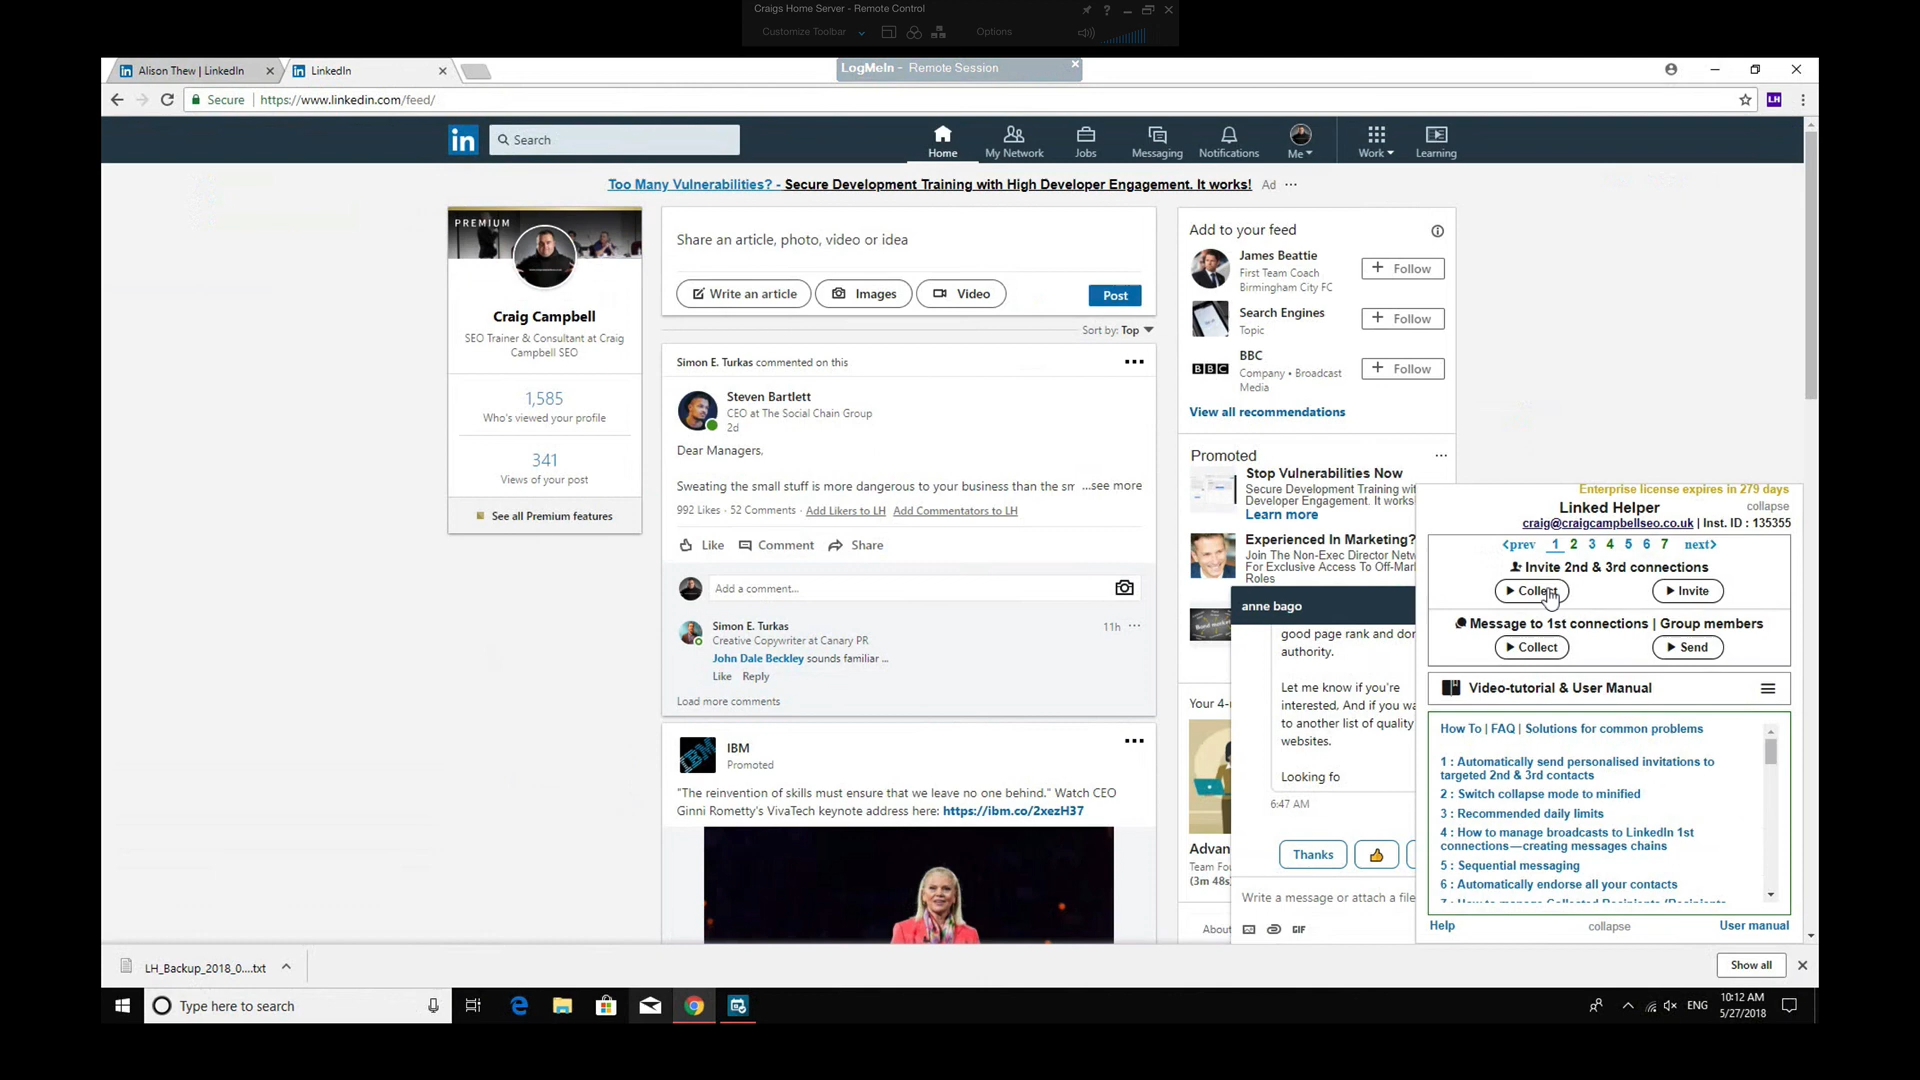 Craigs Home Server - Remote Control
Customize Toolbar
Options
Alison Thew | LinkedIn
LinkedIn
LogMeIn - Remote Session
Secure
https://www.linkedin.com/feed/
LH
in
Search
Home
My Network
Jobs
Messaging
Notifications
Me
Work
Learning
Too Many Vulnerabilities? - Secure Development Training with High Developer Engagement. It works!
Ad
PREMIUM
Craig Campbell
SEO Trainer & Consultant at Craig
Campbell SEO
1,585
Who's viewed your profile
341
Views of your post
See all Premium features
Share an article, photo, video or idea
Write an article
Images
Video
Post
Sort by: Top
Simon E. Turkas commented on this
Steven Bartlett
CEO at The Social Chain Group
2d
Dear Managers,
Sweating the small stuff is more dangerous to your business than the sm ...see more
992 Likes · 52 Comments · Add Likers to LH Add Commentators to LH
Like
Comment
Share
Add a comment...
Simon E. Turkas
11h
Creative Copywriter at Canary PR
John Dale Beckley sounds familiar ...
Like Reply
Load more comments
IBM
Promoted
"The reinvention of skills must ensure that we leave no one behind." Watch CEO
Ginni Rometty's VivaTech keynote address here: https://ibm.co/2xezH37
Add to your feed
James Beattie
First Team Coach
Birmingham City FC
Follow
Search Engines
Topic
Follow
BBC
BBC
Company • Broadcast
Media
Follow
View all recommendations
Promoted
Stop Vulnerabilities Now
Secure Development Training wit
High Developer Engagement. It works
Learn more
Experienced In Marketing?
Join The Non-Exec Director Netw
For Exclusive Access To Off-Mar
Roles
Your 4-
Advan
Team Fou
(3m 48s)
About
anne bago
good page rank and dom
authority.
Let me know if you're
interested. And if you wa
to another list of quality
websites.
Looking fo
6:47 AM
Thanks
Write a message or attach a file
GIF
Enterprise license expires in 279 days
Linked Helper
collapse
craig@craigcampbellseo.co.uk | Inst. ID : 135355
<prev 1 2 3 4 5 6 7 next>
Invite 2nd & 3rd connections
Collect
Invite
Message to 1st connections | Group members
Collect
Send
Video-tutorial & User Manual
How To | FAQ | Solutions for common problems
1 : Automatically send personalised invitations to
targeted 2nd & 3rd contacts
2 : Switch collapse mode to minified
3 : Recommended daily limits
4 : How to manage broadcasts to LinkedIn 1st
connections—creating messages chains
5 : Sequential messaging
6 : Automatically endorse all your contacts
Help
collapse
User manual
LH_Backup_2018_0....txt
Show all
Type here to search
ENG
10:12 AM
5/27/2018